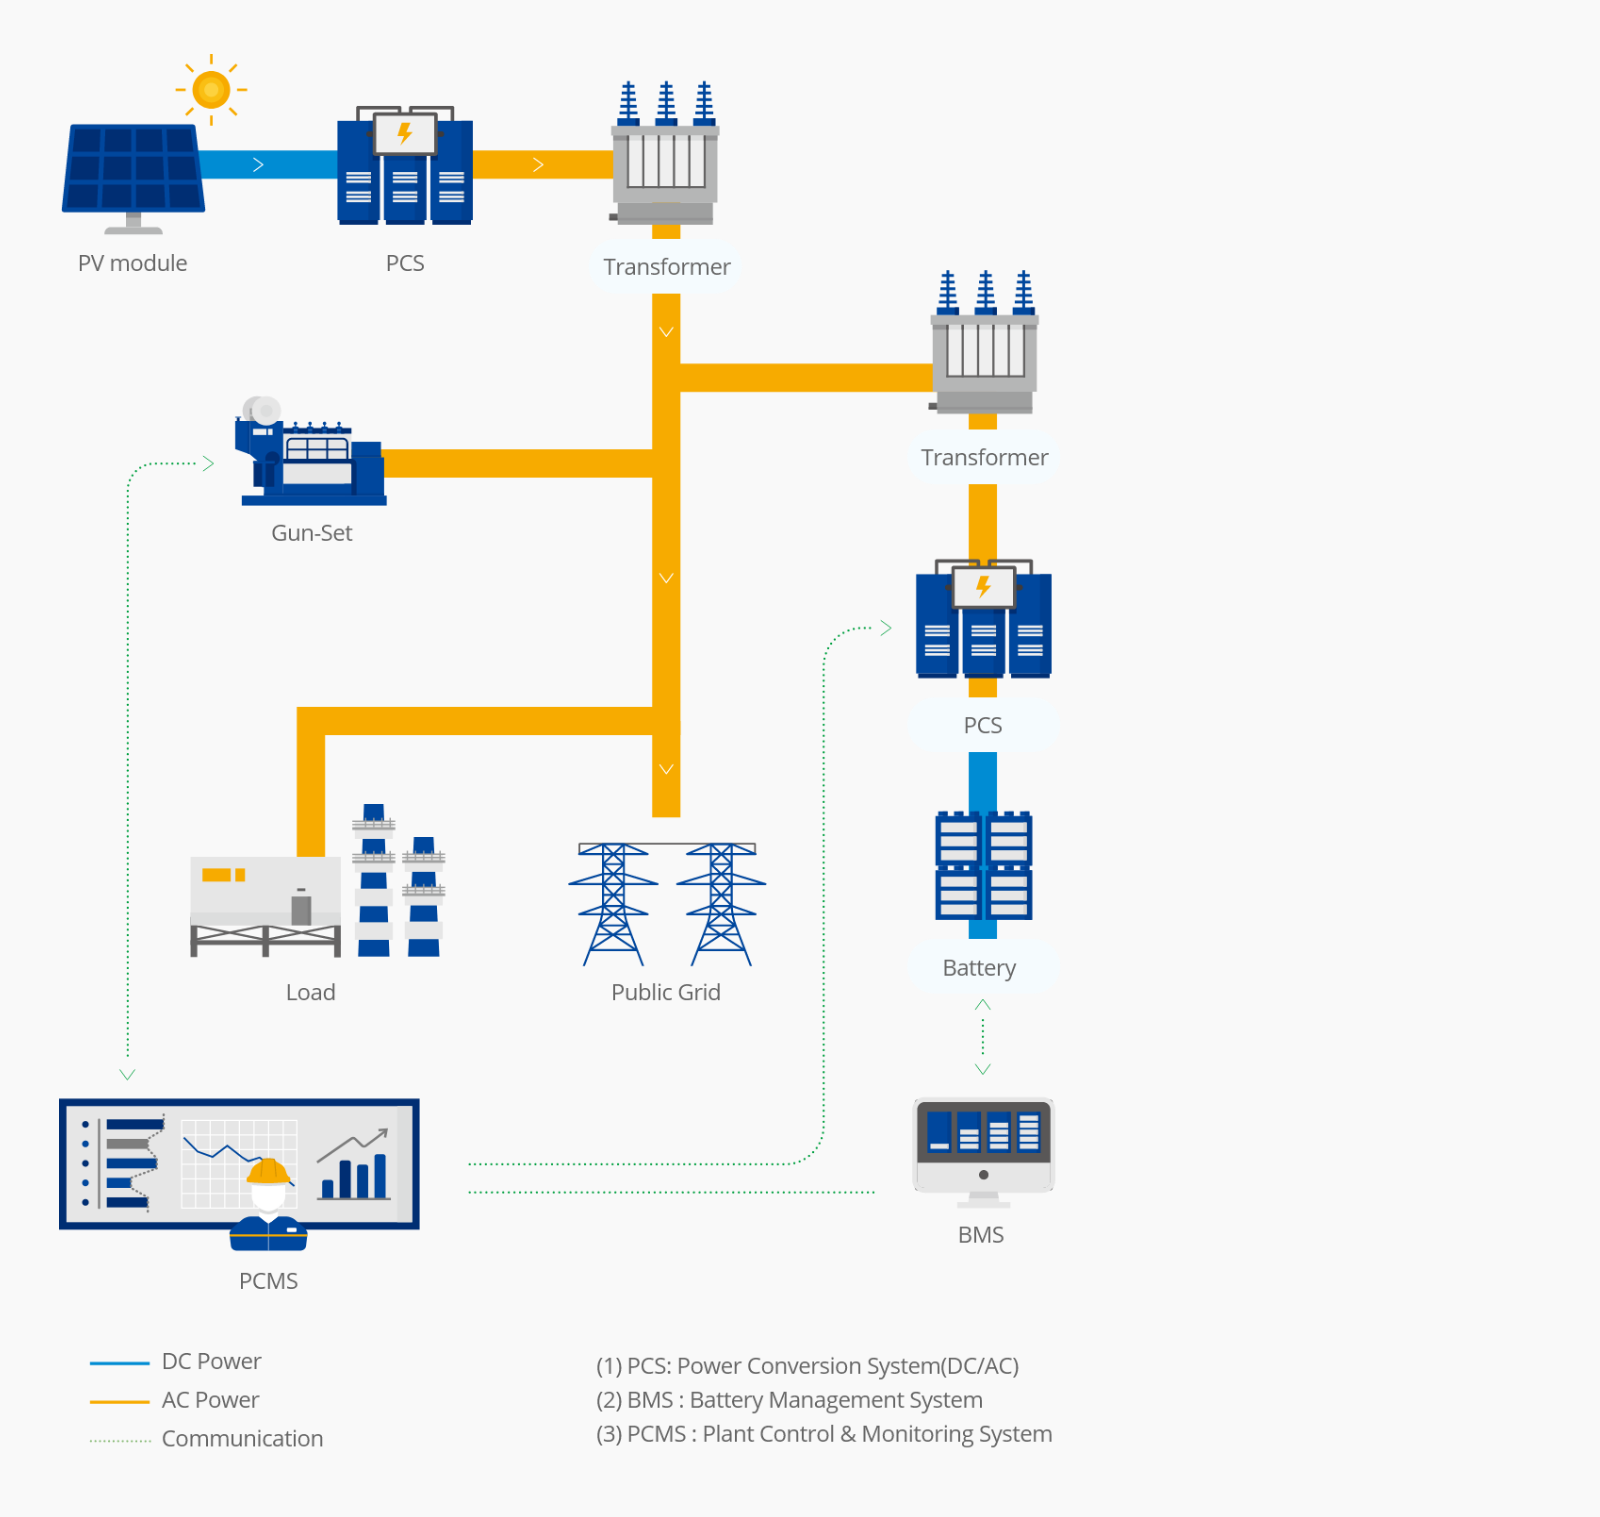 PV module
PCS
Transformer
Transformer
Gun-Set
PCS
Battery
Load
Public Grid
BMS
PCMS
DC Power
AC Power
Communication
(1) PCS: Power Conversion System(DC/AC)
(2) BMS : Battery Management System
(3) PCMS : Plant Control & Monitoring System